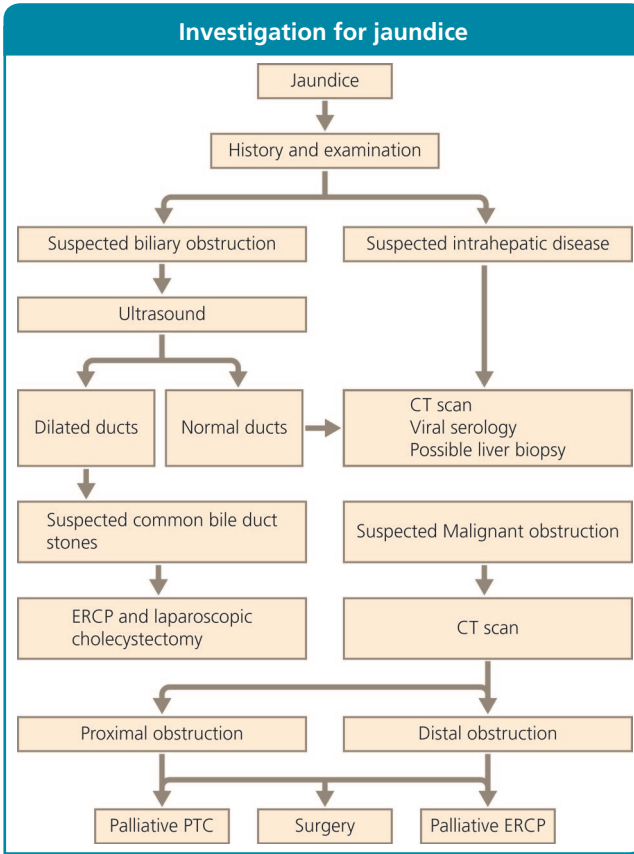 Investigation for jaundice
Jaundice
History and examination
Suspected biliary obstruction
Suspected intrahepatic disease
Ultrasound
Dilated ducts
Normal ducts
CT scan
Viral serology
Possible liver biopsy
Suspected common bile duct
stones
Suspected Malignant obstruction
ERCP and laparoscopic
cholecystectomy
CT scan
Proximal obstruction
Distal obstruction
Palliative PTC
Surgery
Palliative ERCP